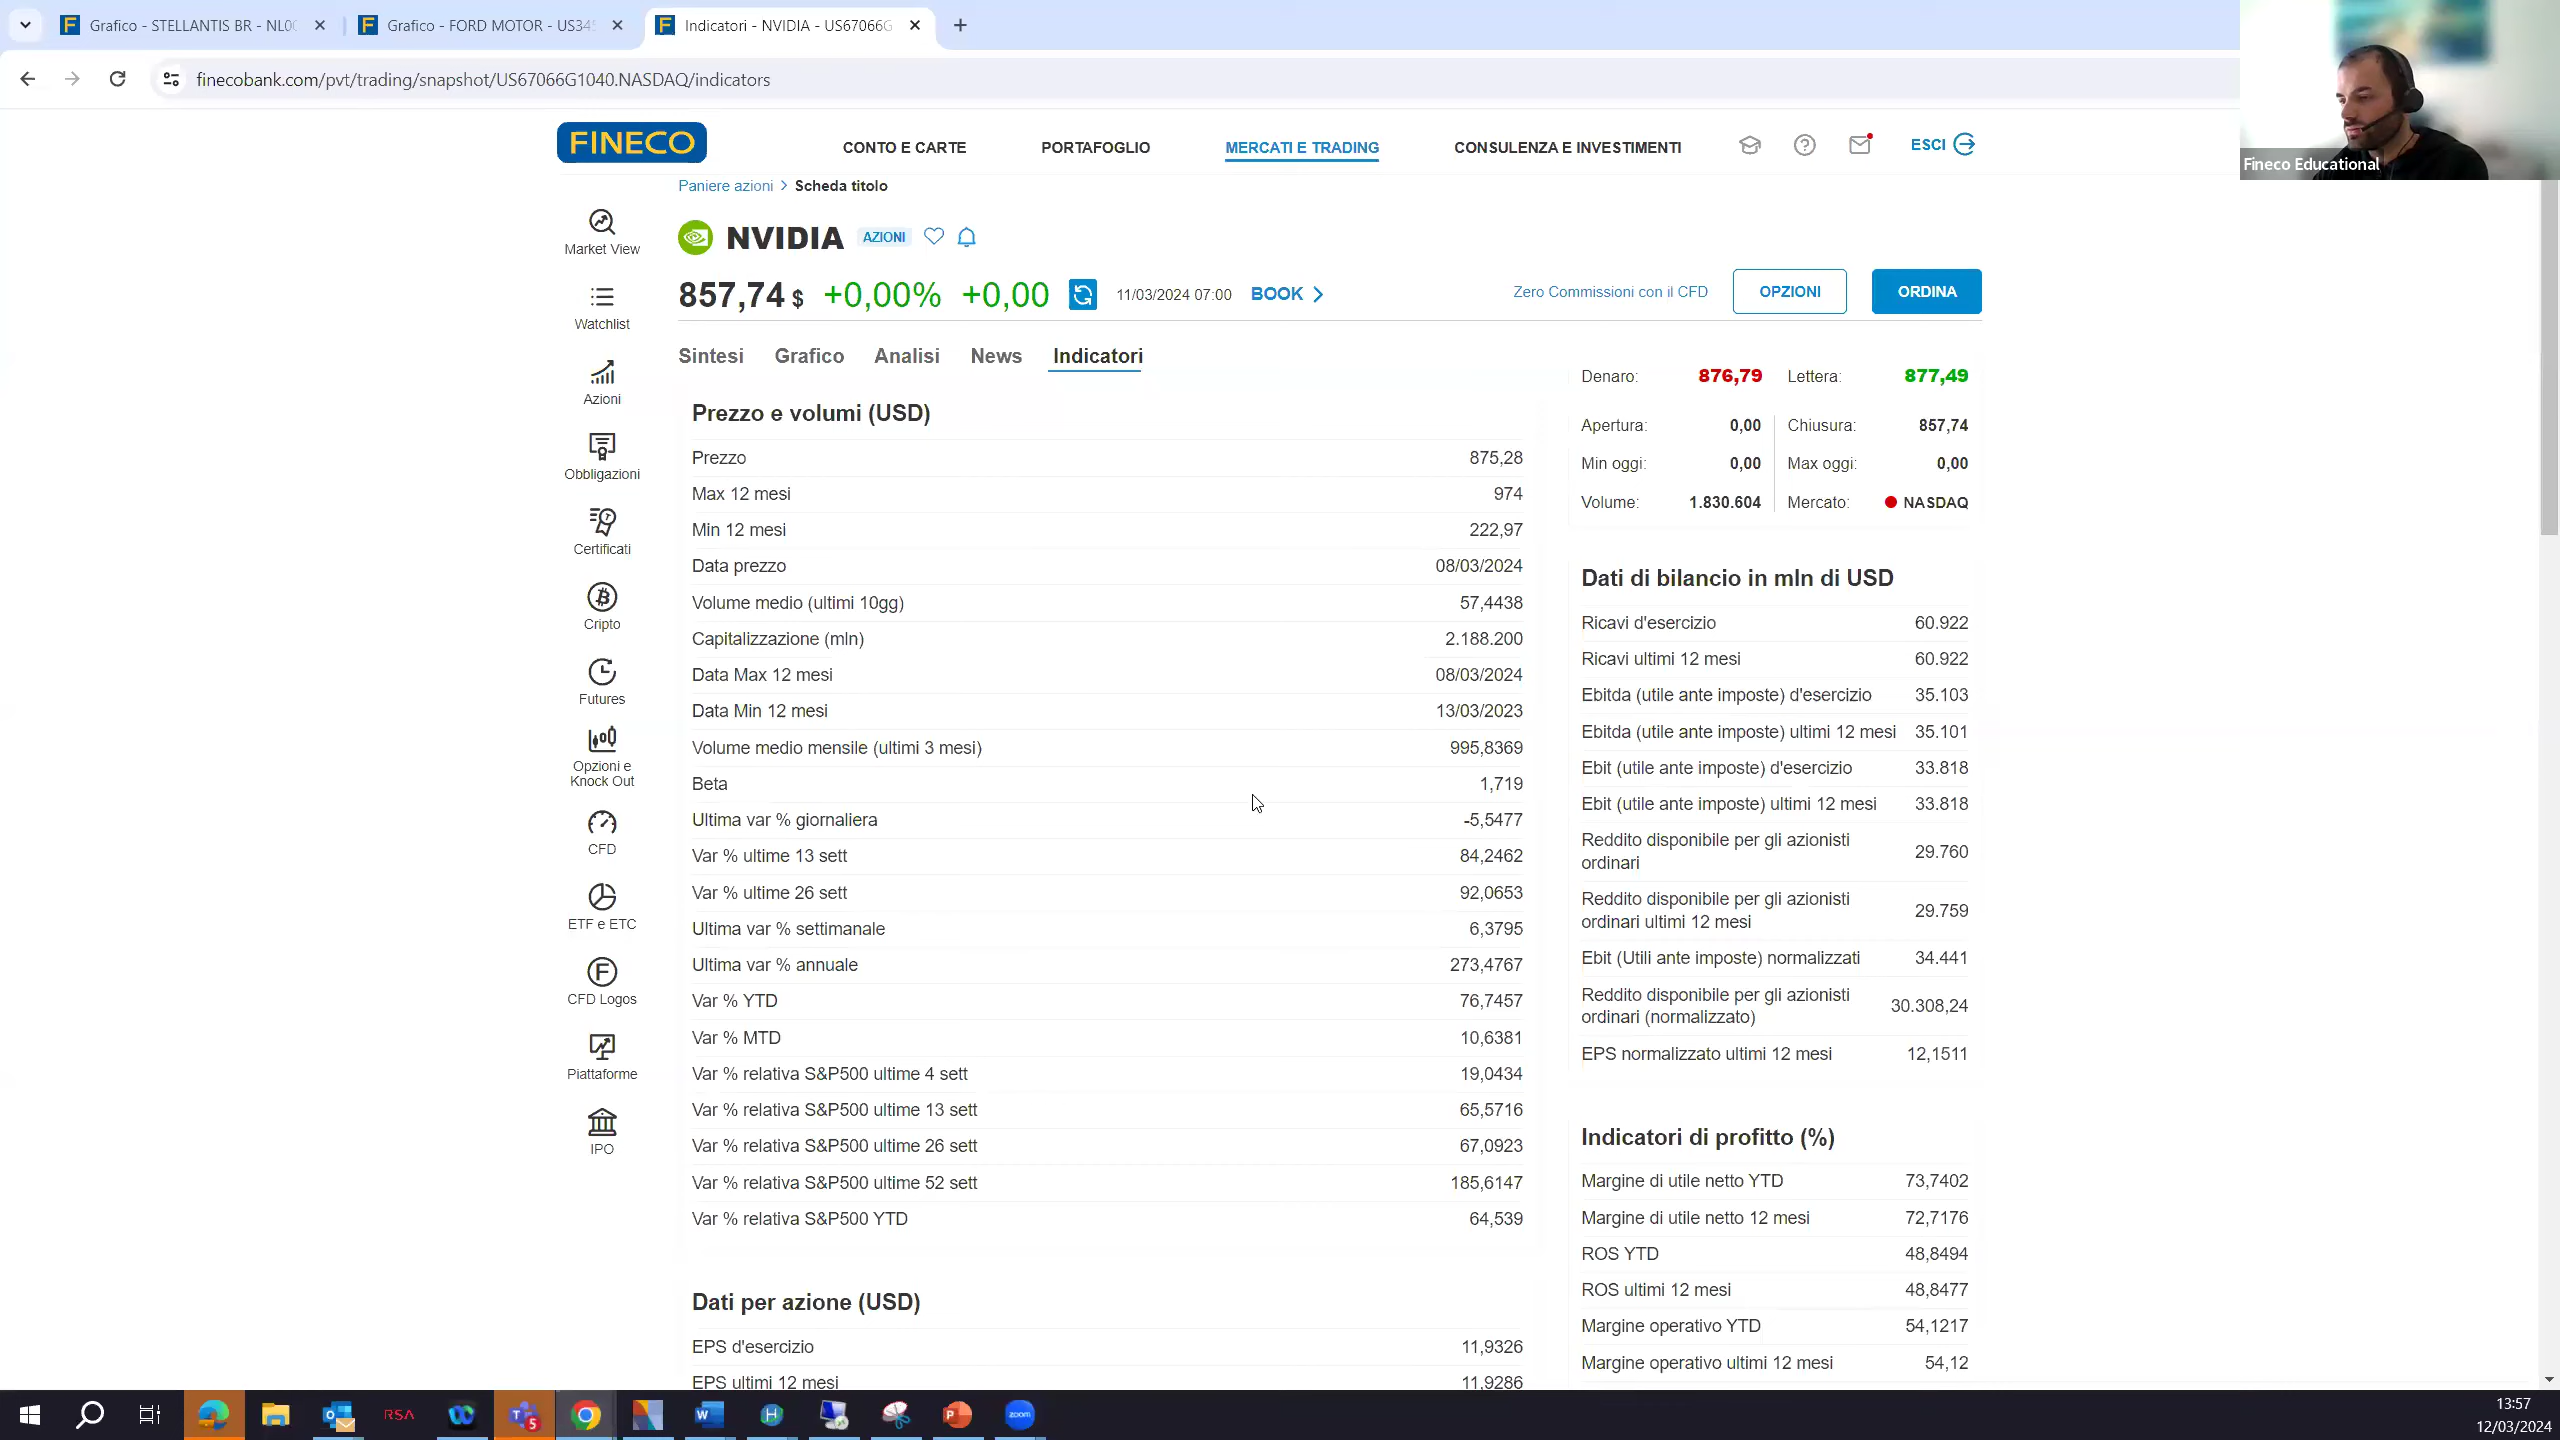 Grafico - STELLANTIS BR - NL00
Grafico - FORD MOTOR - US345
Indicatori - NVIDIA - US67066G
finecobank.com/pvt/trading/snapshot/US67066G1040.NASDAQ/indicators
Fineco Educational
FINECO
CONTO E CARTE
PORTAFOGLIO
MERCATI E TRADING
CONSULENZA E INVESTIMENTI
ESCI
Paniere azioni > Scheda titolo
Market View
Watchlist
Azioni
Obbligazioni
Certificati
Cripto
Futures
Opzioni e
Knock Out
CFD
ETF e ETC
CFD Logos
Piattaforme
IPO
NVIDIA AZIONI
857,74 $ +0,00% +0,00 11/03/2024 07:00 BOOK
Zero Commissioni con il CFD OPZIONI ORDINA
Sintesi Grafico Analisi News Indicatori
Prezzo e volumi (USD)
Prezzo 875,28
Max 12 mesi 974
Min 12 mesi 222,97
Data prezzo 08/03/2024
Volume medio (ultimi 10gg) 57,4438
Capitalizzazione (mln) 2.188.200
Data Max 12 mesi 08/03/2024
Data Min 12 mesi 13/03/2023
Volume medio mensile (ultimi 3 mesi) 995,8369
Beta 1,719
Ultima var % giornaliera -5,5477
Var % ultime 13 sett 84,2462
Var % ultime 26 sett 92,0653
Ultima var % settimanale 6,3795
Ultima var % annuale 273,4767
Var % YTD 76,7457
Var % MTD 10,6381
Var % relativa S&P500 ultime 4 sett 19,0434
Var % relativa S&P500 ultime 13 sett 65,5716
Var % relativa S&P500 ultime 26 sett 67,0923
Var % relativa S&P500 ultime 52 sett 185,6147
Var % relativa S&P500 YTD 64,539
Dati per azione (USD)
EPS d'esercizio 11,9326
EPS ultimi 12 mesi 11,9286
Denaro: 876,79 Lettera: 877,49
Apertura: 0,00 Chiusura: 857,74
Min oggi: 0,00 Max oggi: 0,00
Volume: 1.830.604 Mercato: NASDAQ
Dati di bilancio in mln di USD
Ricavi d'esercizio 60.922
Ricavi ultimi 12 mesi 60.922
Ebitda (utile ante imposte) d'esercizio 35.103
Ebitda (utile ante imposte) ultimi 12 mesi 35.101
Ebit (utile ante imposte) d'esercizio 33.818
Ebit (utile ante imposte) ultimi 12 mesi 33.818
Reddito disponibile per gli azionisti
ordinari 29.760
Reddito disponibile per gli azionisti
ordinari ultimi 12 mesi 29.759
Ebit (Utili ante imposte) normalizzati 34.441
Reddito disponibile per gli azionisti
ordinari (normalizzato) 30.308,24
EPS normalizzato ultimi 12 mesi 12,1511
Indicatori di profitto (%)
Margine di utile netto YTD 73,7402
Margine di utile netto 12 mesi 72,7176
ROS YTD 48,8494
ROS ultimi 12 mesi 48,8477
Margine operativo YTD 54,1217
Margine operativo ultimi 12 mesi 54,12
RSA
5
zoom
13:57
12/03/2024